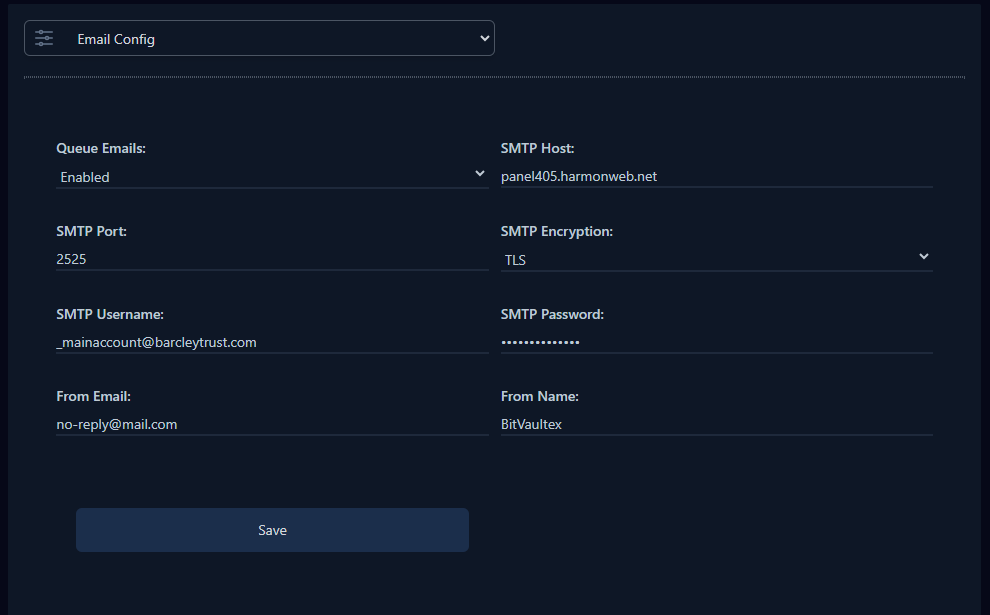 Email Config
Queue Emails:
Enabled
SMTP Host:
panel405.harmonweb.net
SMTP Port:
2525
SMTP Encryption:
TLS
SMTP Username:
_mainaccount@barcleytrust.com
SMTP Password:
••••••••••••••
From Email:
no-reply@mail.com
From Name:
BitVaultex
Save